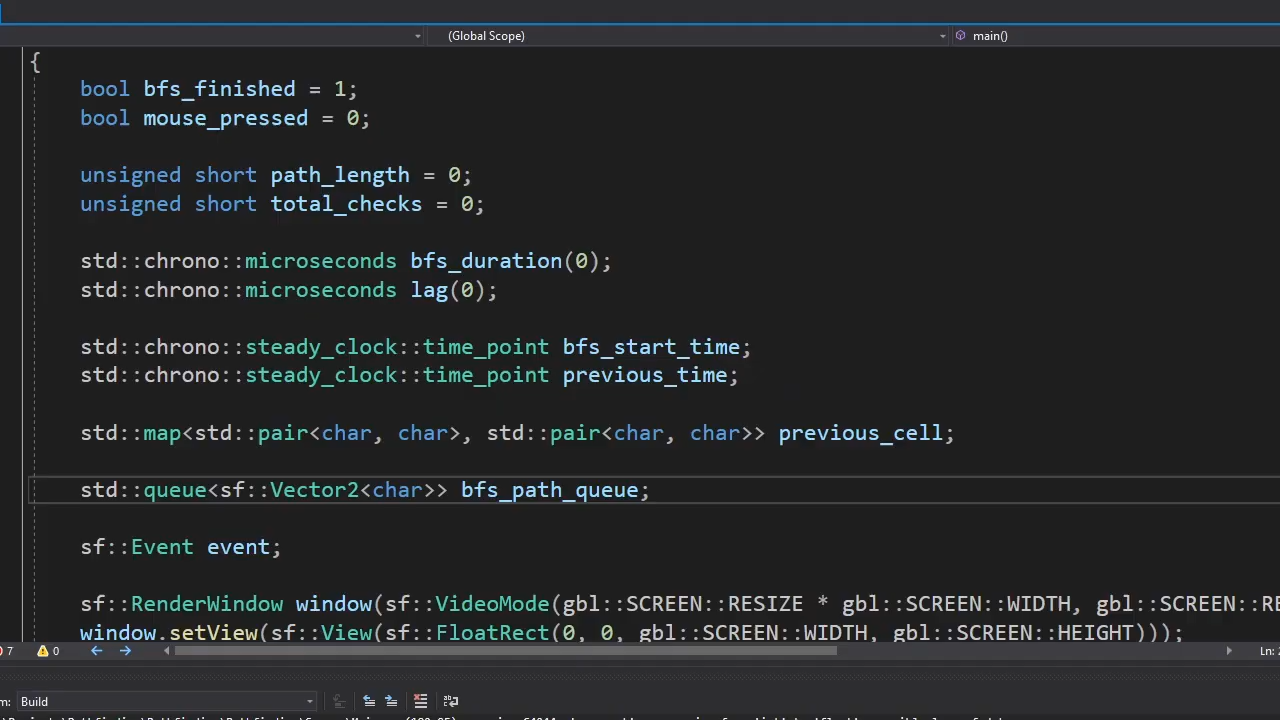 (Global Scope) main()
{
bool bfs_finished = 1;
bool mouse_pressed = 0;
unsigned short path_length = 0;
unsigned short total_checks = 0;
std::chrono::microseconds bfs_duration(0);
std::chrono::microseconds lag(0);
std::chrono::steady_clock::time_point bfs_start_time;
std::chrono::steady_clock::time_point previous_time;
std::map<std::pair<char, char>, std::pair<char, char>> previous_cell;
std::queue<sf::Vector2<char>> bfs_path_queue;
sf::Event event;
sf::RenderWindow window(sf::VideoMode(gbl::SCREEN::RESIZE * gbl::SCREEN::WIDTH, gbl::SCREEN::RE
window.setView(sf::View(sf::FloatRect(0, 0, gbl::SCREEN::WIDTH, gbl::SCREEN::HEIGHT)));
7 0 Ln:
m: Build